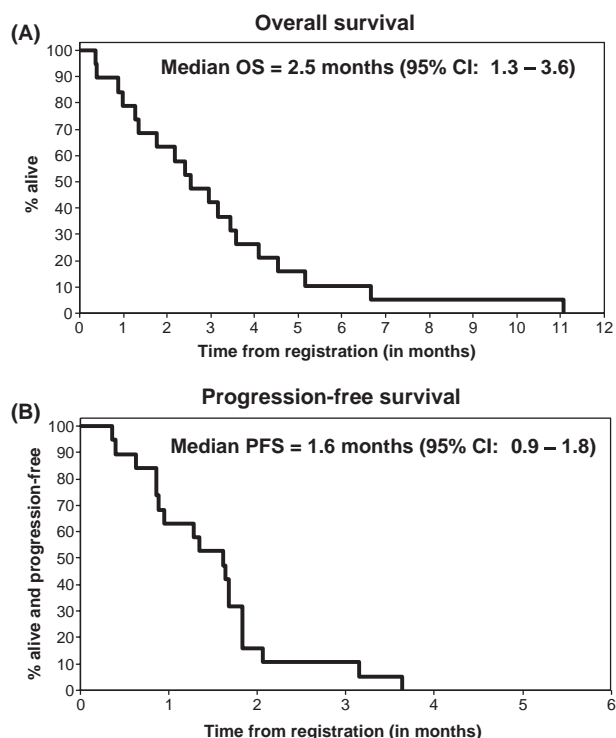 Overall survival
(A)
Median OS = 2.5 months (95% CI: 1.3 – 3.6)
% alive
100
90
80
70
60
50
40
30
20
10
0
0 1 2 3 4 5 6 7 8 9 10 11 12
Time from registration (in months)
Progression-free survival
(B)
Median PFS = 1.6 months (95% CI: 0.9 – 1.8)
% alive and progression-free
100
90
80
70
60
50
40
30
20
10
0
0 1 2 3 4 5 6
Time from registration (in months)